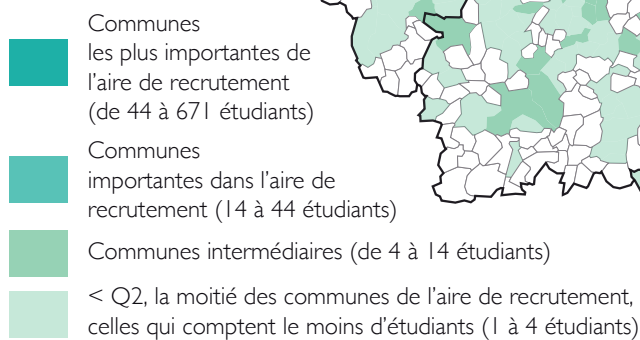 Communes
les plus importantes de
l’aire de recrutement
(de 44 à 671 étudiants)
Communes
importantes dans l’aire de
recrutement (14 à 44 étudiants)
Communes intermédiaires (de 4 à 14 étudiants)
< Q2, la moitié des communes de l’aire de recrutement,
celles qui comptent le moins d’étudiants (1 à 4 étudiants)